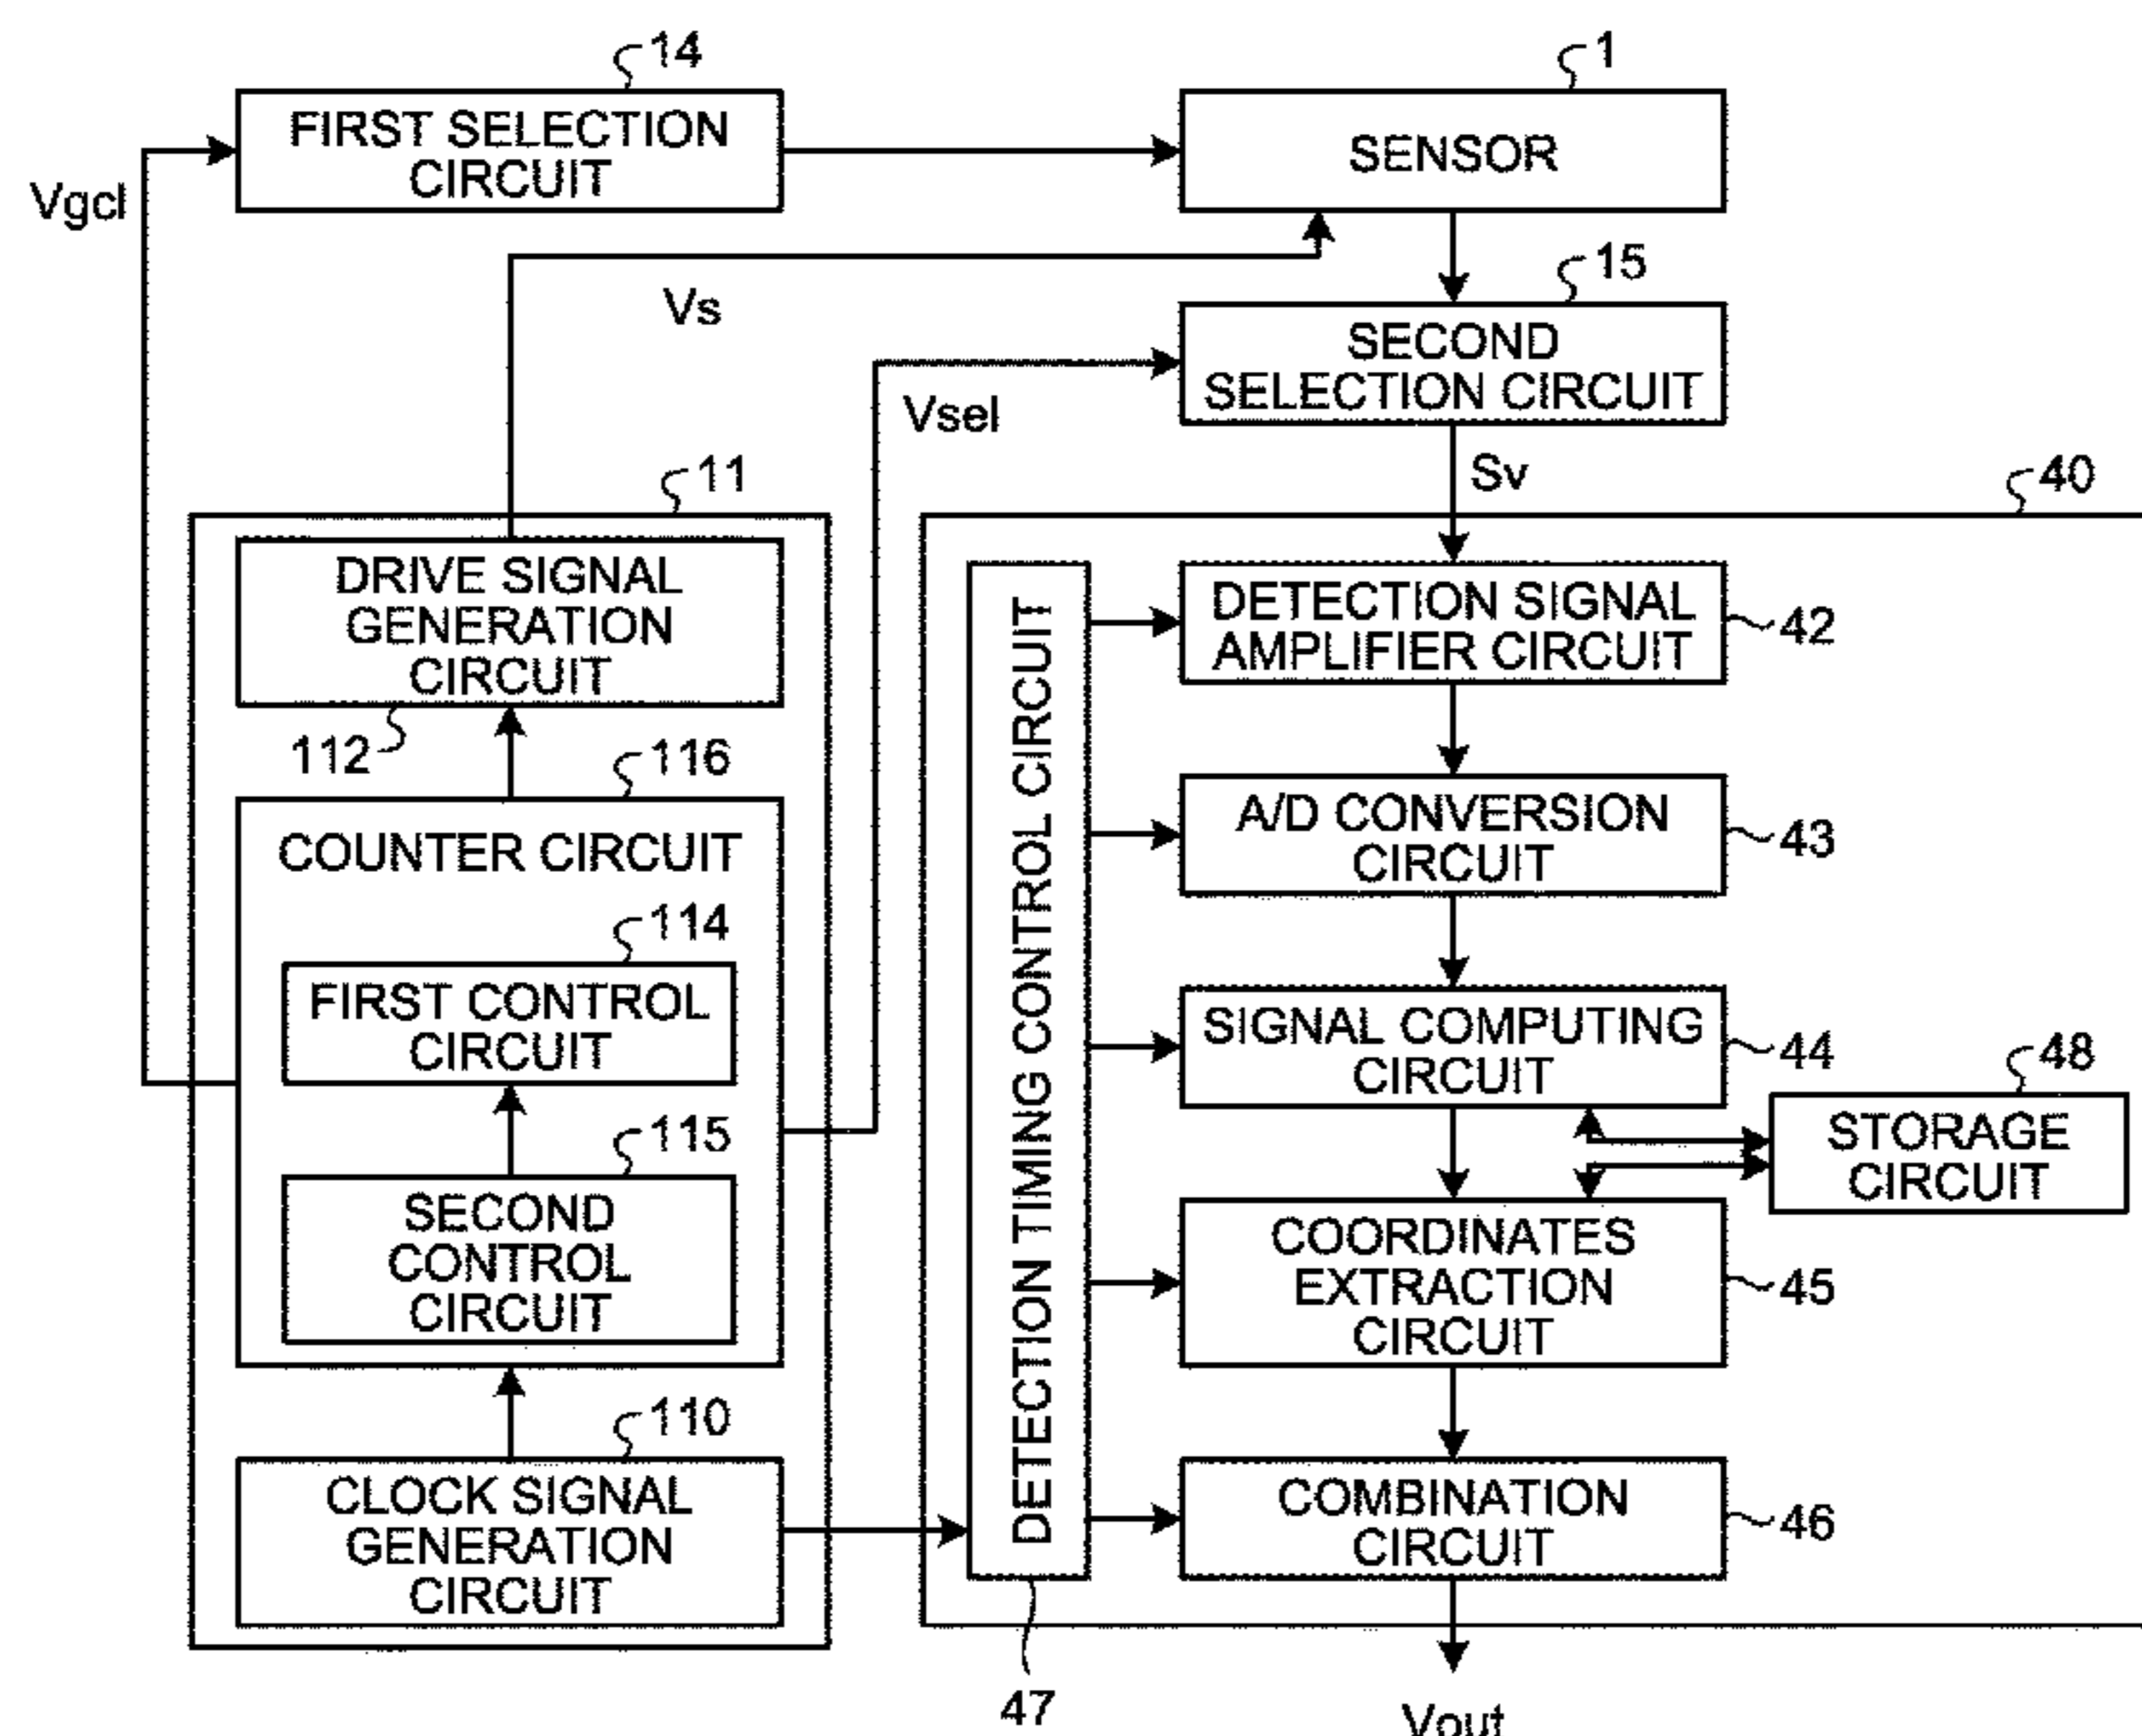 14
FIRST SELECTION
CIRCUIT
1
SENSOR
Vgcl
Vs
15
SECOND
SELECTION CIRCUIT
Vsel
Sv
11
40
DRIVE SIGNAL
GENERATION
CIRCUIT
112
116
COUNTER CIRCUIT
114
FIRST CONTROL
CIRCUIT
115
SECOND
CONTROL
CIRCUIT
110
CLOCK SIGNAL
GENERATION
CIRCUIT
DETECTION TIMING CONTROL CIRCUIT
47
DETECTION SIGNAL
AMPLIFIER CIRCUIT
42
A/D CONVERSION
CIRCUIT
43
SIGNAL COMPUTING
CIRCUIT
44
48
STORAGE
CIRCUIT
COORDINATES
EXTRACTION
CIRCUIT
45
COMBINATION
CIRCUIT
46
Vout